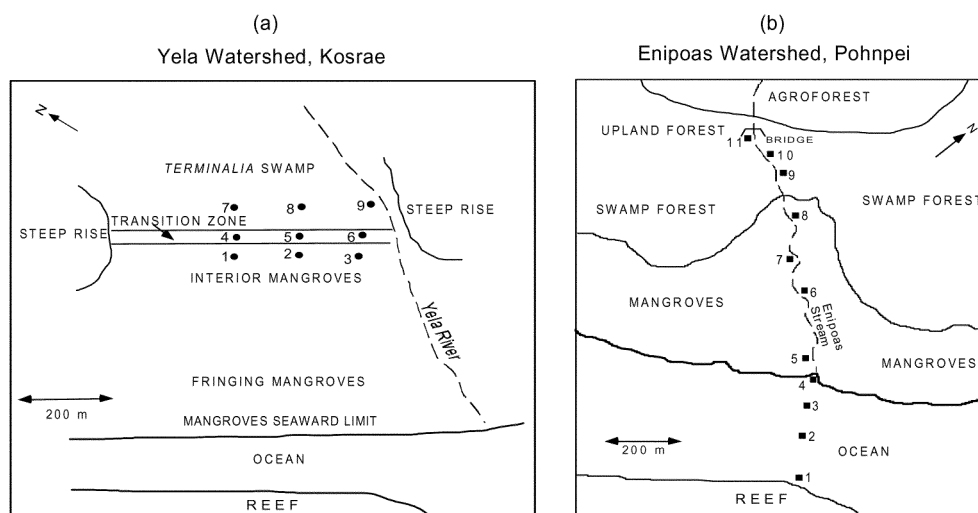 (a)
Yela Watershed, Kosrae
N
TERMINALIA SWAMP
7 8 9
TRANSITION ZONE
STEEP RISE
STEEP RISE
4 5 6
1 2 3
INTERIOR MANGROVES
Yela River
FRINGING MANGROVES
200 m
MANGROVES SEAWARD LIMIT
OCEAN
REEF
(b)
Enipoas Watershed, Pohnpei
AGROFOREST
N
UPLAND FOREST
BRIDGE
11
10
9
SWAMP FOREST
SWAMP FOREST
8
7
6
MANGROVES
Enipoas
Stream
5
MANGROVES
4
3
2
200 m
OCEAN
1
REEF